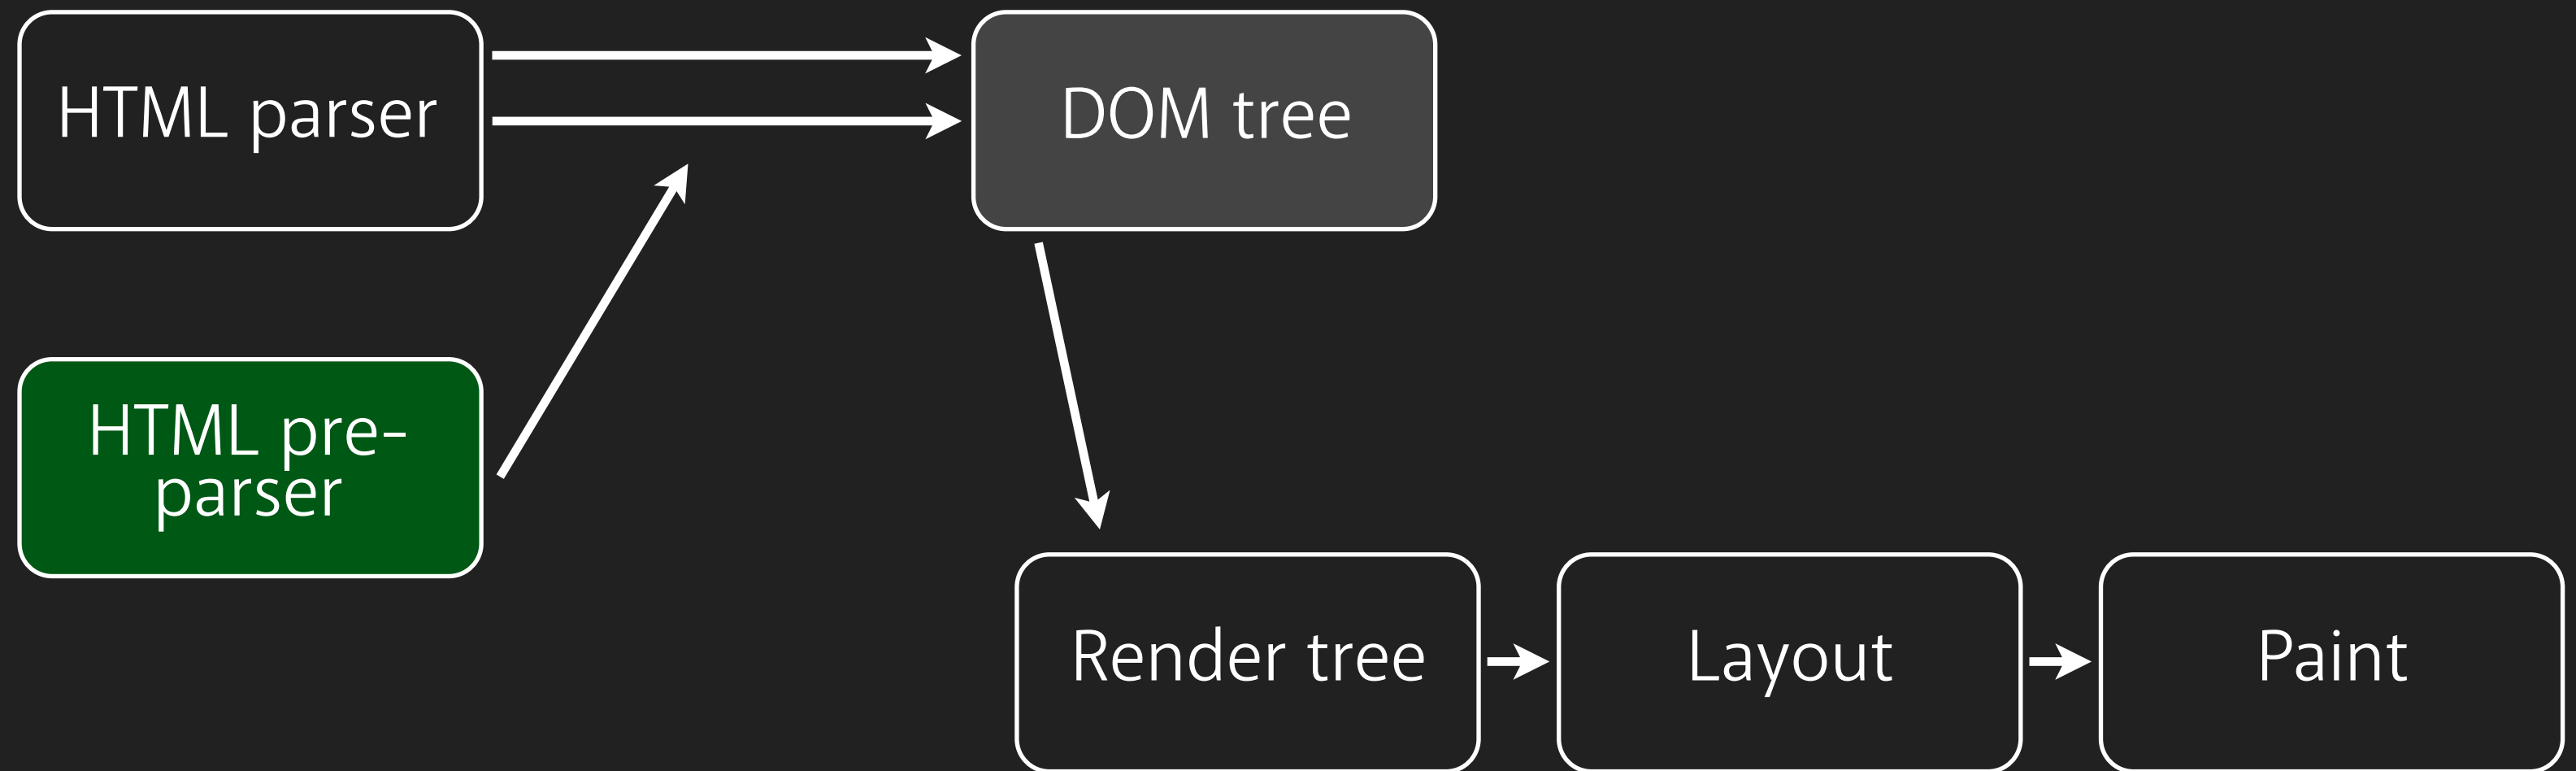 HTML parser
DOM tree
HTML pre-
parser
Render tree
Layout
Paint